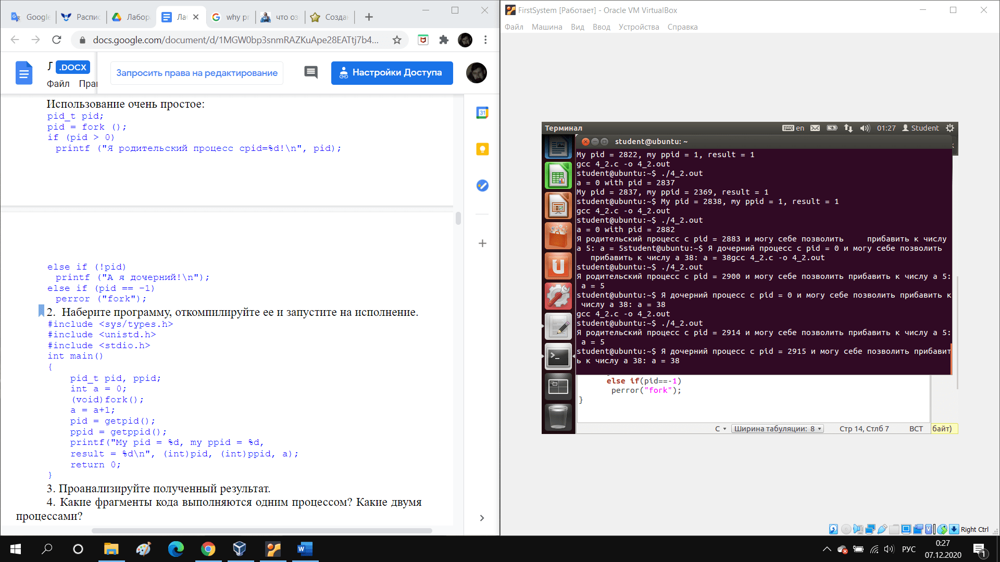 Google
Распис
Лабор
Ла
why p
что оз
Созда
docs.google.com/document/d/1MGW0bp3snmRAZKuApe28EATtj7b4...
.DOCX
Запросить права на редактирование
Настройки Доступа
Файл
Использование очень простое:
pid_t pid;
pid = fork ();
if (pid > 0)
printf ("Я родительский процесс cpid=%d!\n", pid);
else if (!pid)
printf ("А я дочерний!\n");
else if (pid == -1)
perror ("fork");
2. Наберите программу, откомпилируйте ее и запустите на исполнение.
#include <sys/types.h>
#include <unistd.h>
#include <stdio.h>
int main()
{
pid_t pid, ppid;
int a = 0;
(void)fork();
a = a+1;
pid = getpid();
ppid = getppid();
printf("My pid = %d, my ppid = %d,
result = %d\n", (int)pid, (int)ppid, a);
return 0;
}
3. Проанализируйте полученный результат.
4. Какие фрагменты кода выполняются одним процессом? Какие двумя
процессами?
31
FirstSystem [Работает] - Oracle VM VirtualBox
Файл Машина Вид Ввод Устройства Справка
Терминал
en
01:27
Student
student@ubuntu: ~
My pid = 2822, my ppid = 1, result = 1
gcc 4_2.c -o 4_2.out
student@ubuntu:~$ ./4_2.out
a = 0 with pid = 2837
My pid = 2837, my ppid = 2369, result = 1
student@ubuntu:~$ My pid = 2838, my ppid = 1, result = 1
gcc 4_2.c -o 4_2.out
student@ubuntu:~$ ./4_2.out
a = 0 with pid = 2882
Я родительский процесс с pid = 2883 и могу себе позволить     прибавить к числу
а 5: a = 5student@ubuntu:~$ Я дочерний процесс с pid = 0 и могу себе позволить
прибавить к числу а 38: a = 38gcc 4_2.c -o 4_2.out
student@ubuntu:~$ ./4_2.out
Я родительский процесс с pid = 2900 и могу себе позволить прибавить к числу а 5:
a = 5
student@ubuntu:~$ Я дочерний процесс с pid = 0 и могу себе позволить прибавить к
числу а 38: a = 38
gcc 4_2.c -o 4_2.out
student@ubuntu:~$ ./4_2.out
Я родительский процесс с pid = 2914 и могу себе позволить прибавить к числу а 5:
a = 5
student@ubuntu:~$ Я дочерний процесс с pid = 2915 и могу себе позволить прибавит
ь к числу а 38: a = 38
else if(pid==-1)
perror("fork");
}
C
Ширина табуляции: 8
Стр 14, Стлб 7
ВСТ
байт)
Right Ctrl
РУС
0:27
07.12.2020
1